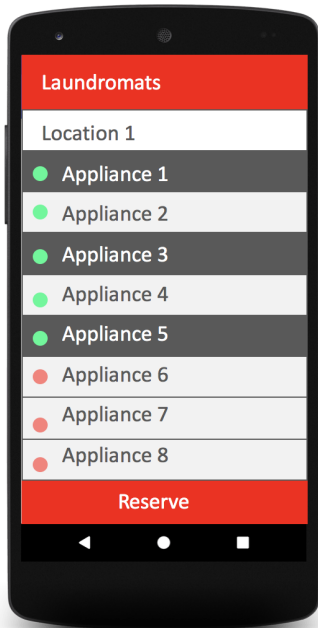 Laundromats
Location 1
Appliance 1
Appliance 2
Appliance 3
Appliance 4
Appliance 5
Appliance 6
Appliance 7
Appliance 8
Reserve